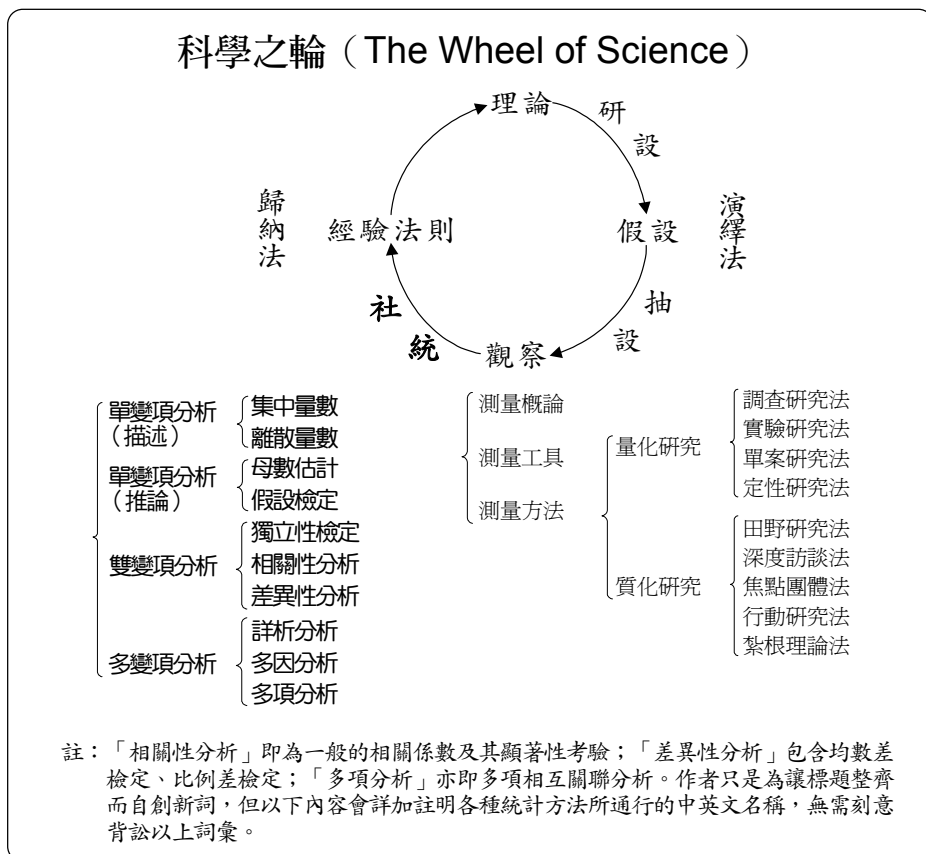 科學之輪（The Wheel of Science）
理論
研
設
歸納法
經驗法則
假設
演繹法
社
統
抽
設
觀察
單變項分析
（描述）
集中量數
離散量數
單變項分析
（推論）
母數估計
假設檢定
雙變項分析
獨立性檢定
相關性分析
差異性分析
多變項分析
詳析分析
多因分析
多項分析
測量概論
測量工具
測量方法
量化研究
調查研究法
實驗研究法
單案研究法
定性研究法
質化研究
田野研究法
深度訪談法
焦點團體法
行動研究法
紮根理論法
註：「相關性分析」即為一般的相關係數及其顯著性考驗；「差異性分析」包含均數差
檢定、比例差檢定；「多項分析」亦即多項相互關聯分析。作者只是為讓標題整齊
而自創新詞，但以下內容會詳加註明各種統計方法所通行的中英文名稱，無需刻意
背訟以上詞彙。